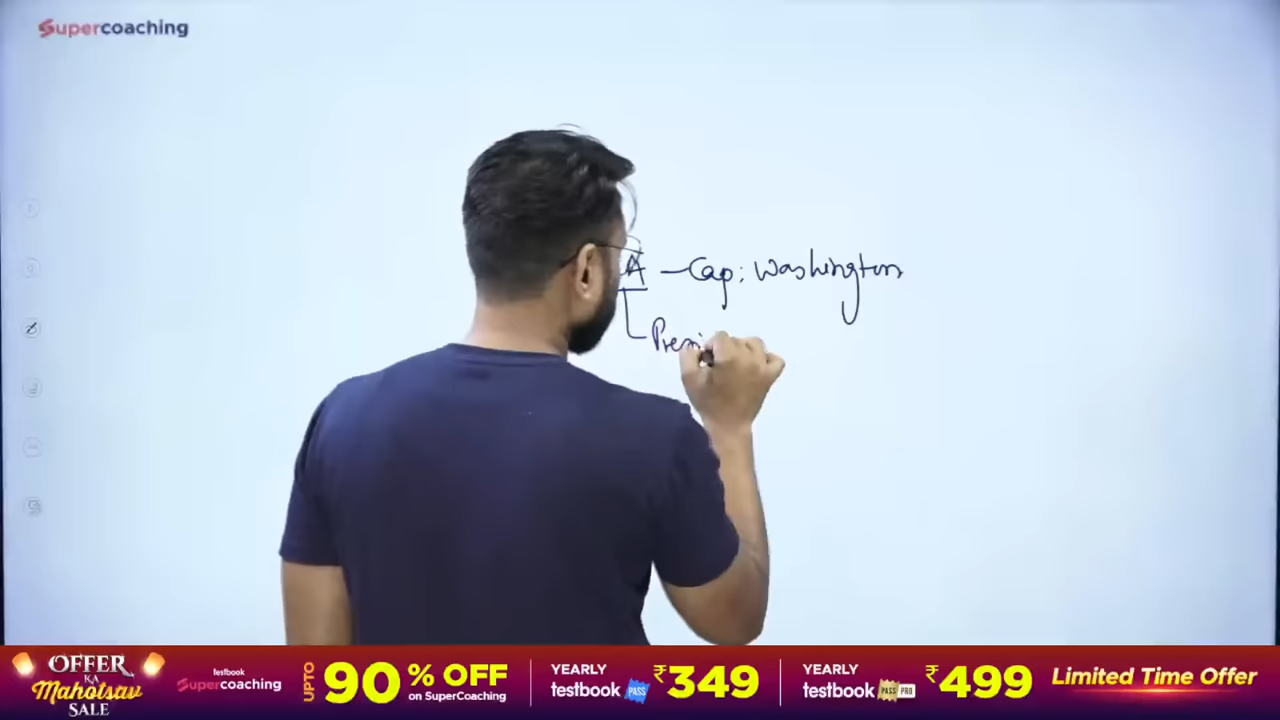 Supercoaching
A - Cap: Washington
Presi
OFFER
KA
Mahotsav
SALE
testbook
Supercoaching
UPTO
90% OFF
on SuperCoaching
YEARLY
testbook PASS
₹349
YEARLY
testbook PASS PRO
₹499
Limited Time Offer